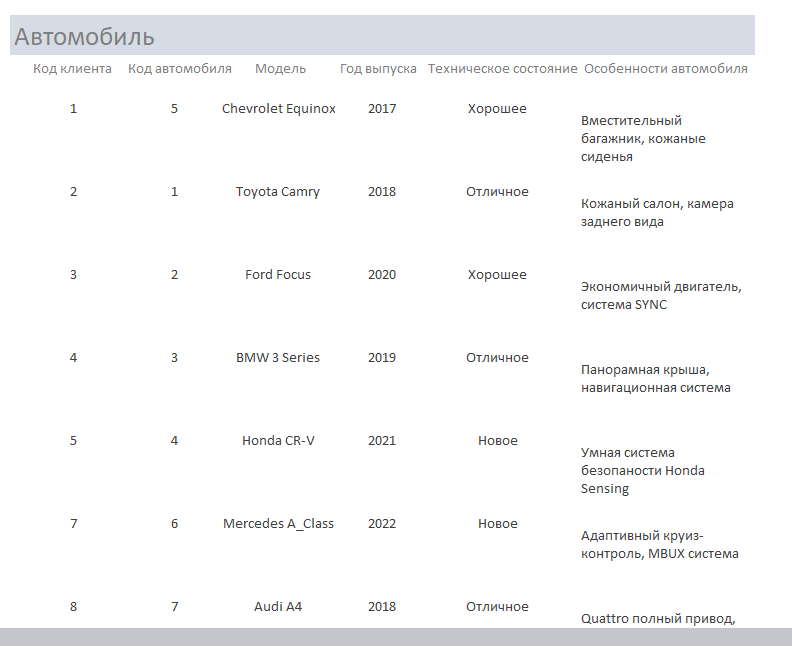 Автомобиль
Код клиента Код автомобиля Модель Год выпуска Техническое состояние Особенности автомобиля
1 5 Chevrolet Equinox 2017 Хорошее
Вместительный
багажник, кожаные
сиденья
2 1 Toyota Camry 2018 Отличное
Кожаный салон, камера
заднего вида
3 2 Ford Focus 2020 Хорошее
Экономичный двигатель,
система SYNC
4 3 BMW 3 Series 2019 Отличное
Панорамная крыша,
навигационная система
5 4 Honda CR-V 2021 Новое
Умная система
безопаности Honda
Sensing
7 6 Mercedes A_Class 2022 Новое
Адаптивный круиз-
контроль, MBUX система
8 7 Audi A4 2018 Отличное
Quattro полный привод,